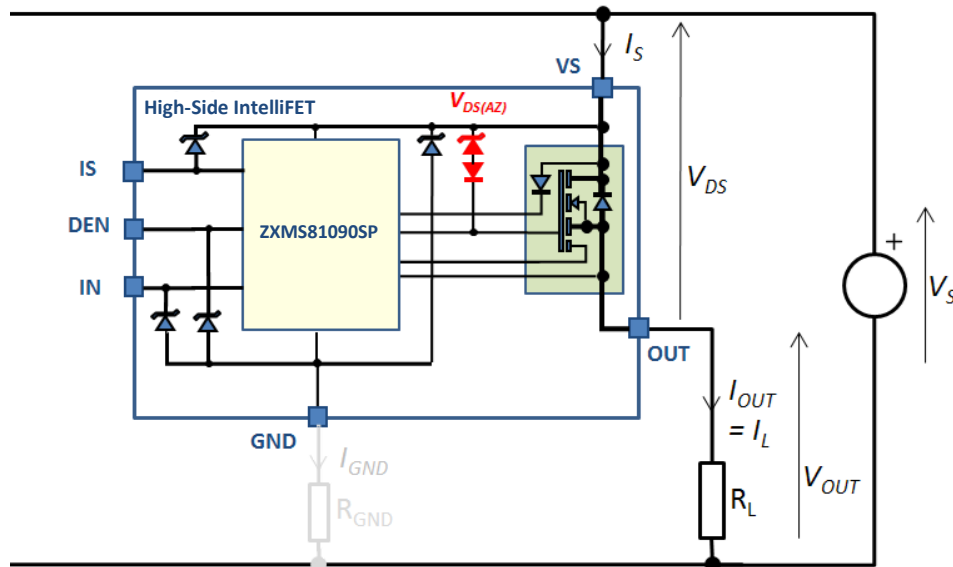 I_S
VS
High-Side IntelliFET
V_DS(AZ)
IS
DEN
IN
ZXMS81090SP
V_DS
+
V_S
OUT
GND
I_GND
R_GND
I_OUT
= I_L
R_L
V_OUT